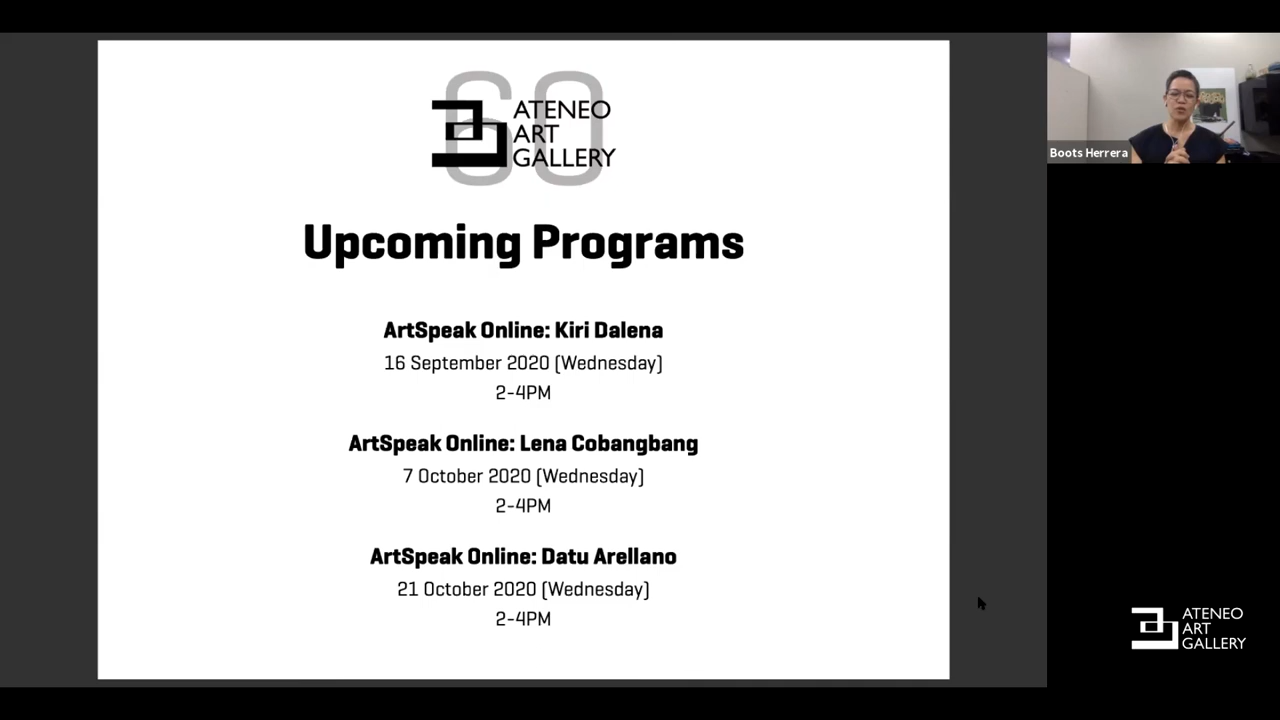 60
ATENEO
ART
GALLERY
Upcoming Programs
ArtSpeak Online: Kiri Dalena
16 September 2020 (Wednesday)
2-4PM
ArtSpeak Online: Lena Cobangbang
7 October 2020 (Wednesday)
2-4PM
ArtSpeak Online: Datu Arellano
21 October 2020 (Wednesday)
2-4PM
Boots Herrera
ATENEO
ART
GALLERY